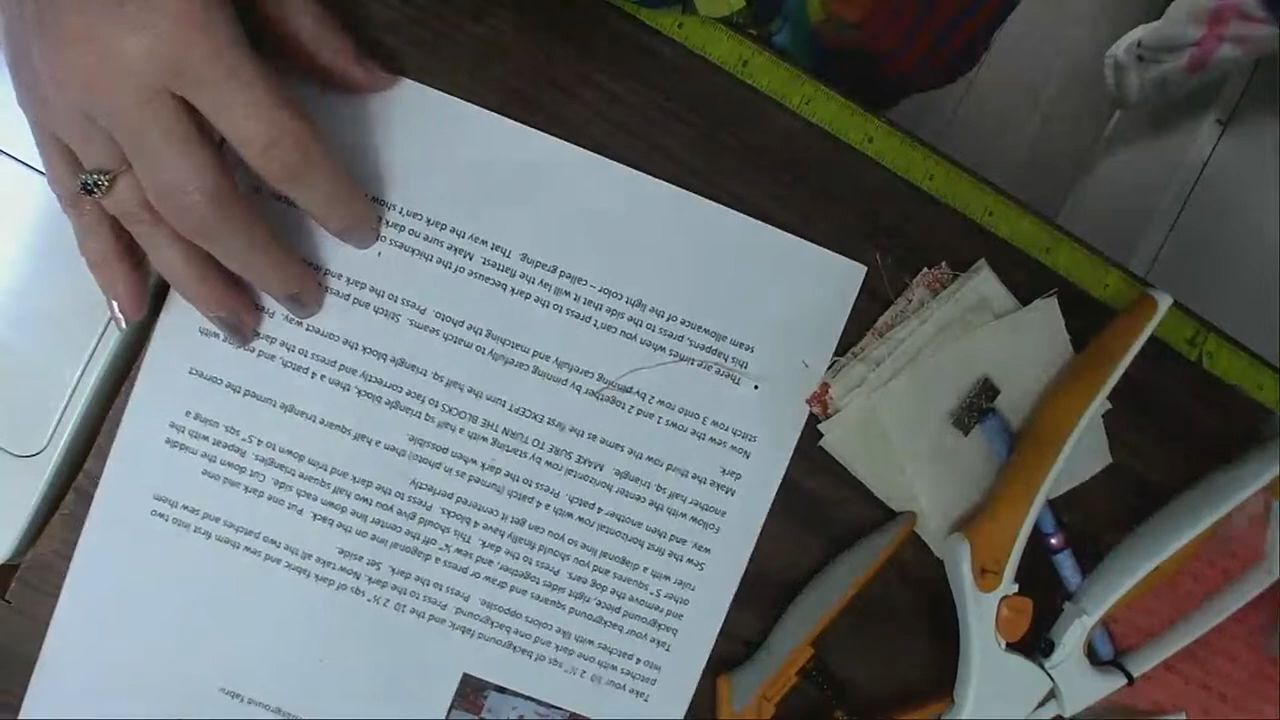 ckground fabric
Take your 10 2 ½" sqs of background fabric and the 10 2 ½" sqs of dark fabric and sew them first into two
patches with one dark and one background. Press to the dark. Now take all the two patches and sew them
into 4 patches with like colors opposite. Press to the dark. Set aside.
Take your background squares and draw or press a diagonal line on the back. Put one dark and one
background piece, right sides together, and sew off the center line down each side. Cut down the middle
and remove the dog ears. Press to the dark. This should give you two half square triangles. Repeat with the
other 5" squares and you should finally have blocks. Press to the dark and trim down to 4.5" sqs using a
ruler with a diagonal line so you can get it centered perfectly
Sew the first horizontal row with a 4 patch (turned as in photo) then a half square triangle turned the correct
way, and then another 4 patch. Press to the dark when possible.
Follow with the center horizontal row by starting with a half sq triangle block, then a 4 patch, and with
another half sq. triangle. MAKE SURE TO TURN THE BLOCKS to face correctly and press to the dark
Make the third raw the same as the first EXCEPT turn the half sq. triangle block the correct way. Press
dark.
Now sew the rows 1 and 2 together by pinning carefully to match seams. Stitch and press to the dark and
stitch row 3 onto row 2 by pinning carefully and matching the photo. Press to the dark
There are times when you can't press to the dark because of the thickness
this happens, press to the side that it will lay the flattest. Make sure no dark
seam allowance of the light color – called grading. That way the dark can't show